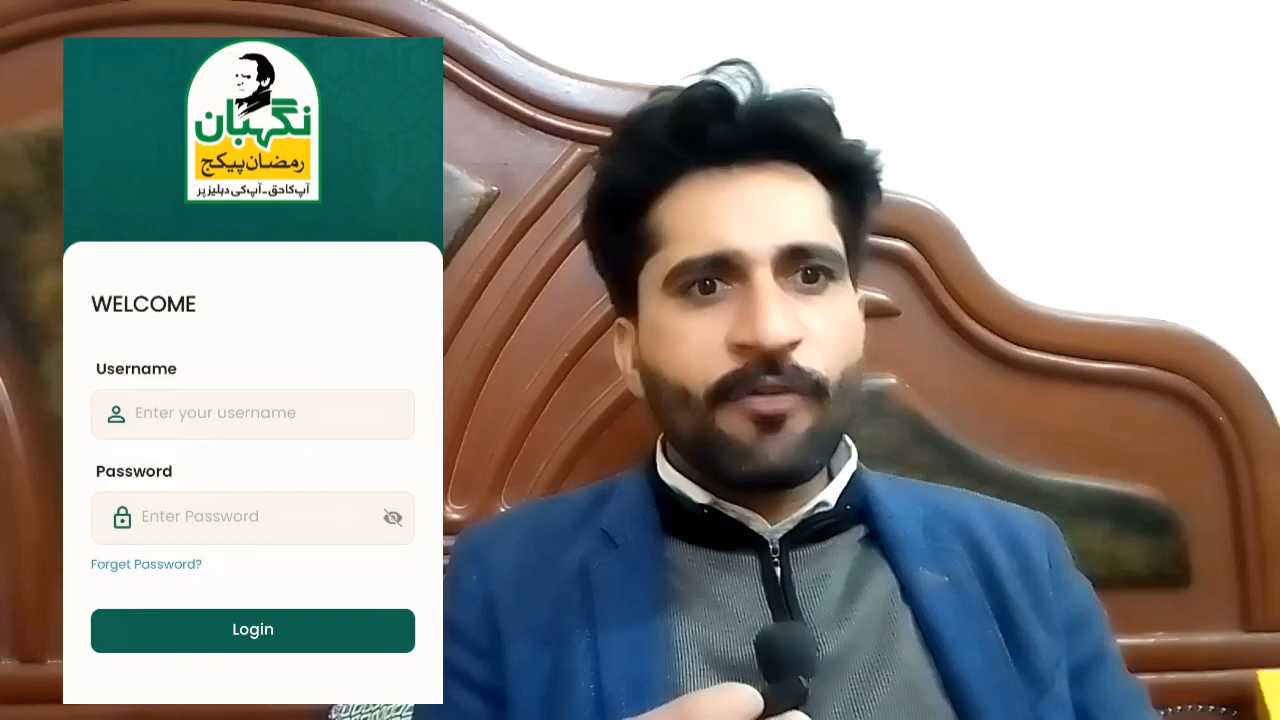 نگہبان
رمضان پیکج
آپ کا حق ۔ آپ کی دہلیز پر
WELCOME
Username
Enter your username
Password
Enter Password
Forget Password?
Login